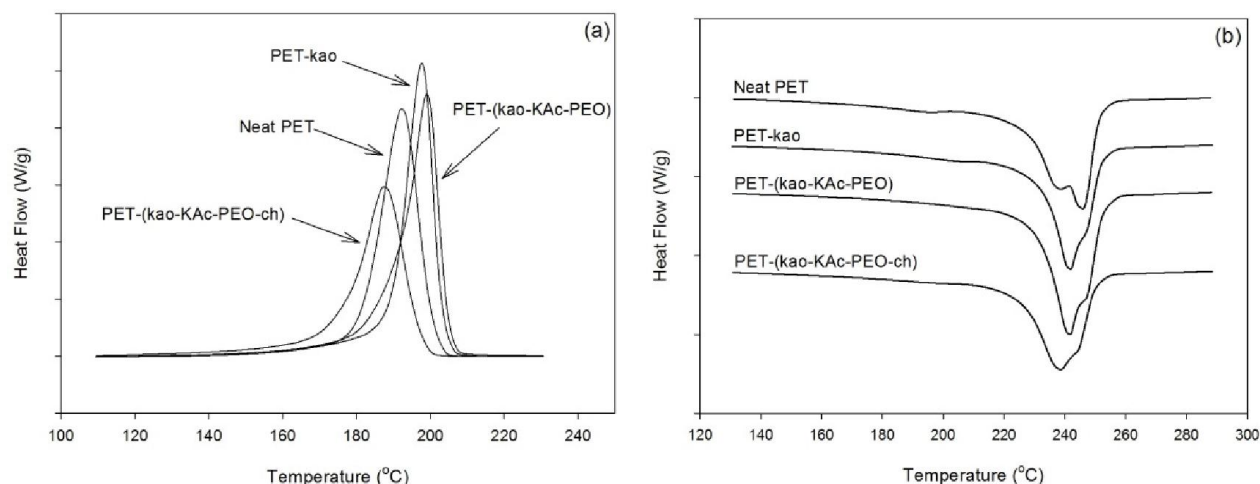 (a)
PET-kao
PET-(kao-KAc-PEO)
Neat PET
PET-(kao-KAc-PEO-ch)
Heat Flow (W/g)
100 120 140 160 180 200 220 240
Temperature (°C)
(b)
Neat PET
PET-kao
PET-(kao-KAc-PEO)
PET-(kao-KAc-PEO-ch)
Heat Flow (W/g)
120 140 160 180 200 220 240 260 280 300
Temperature (°C)